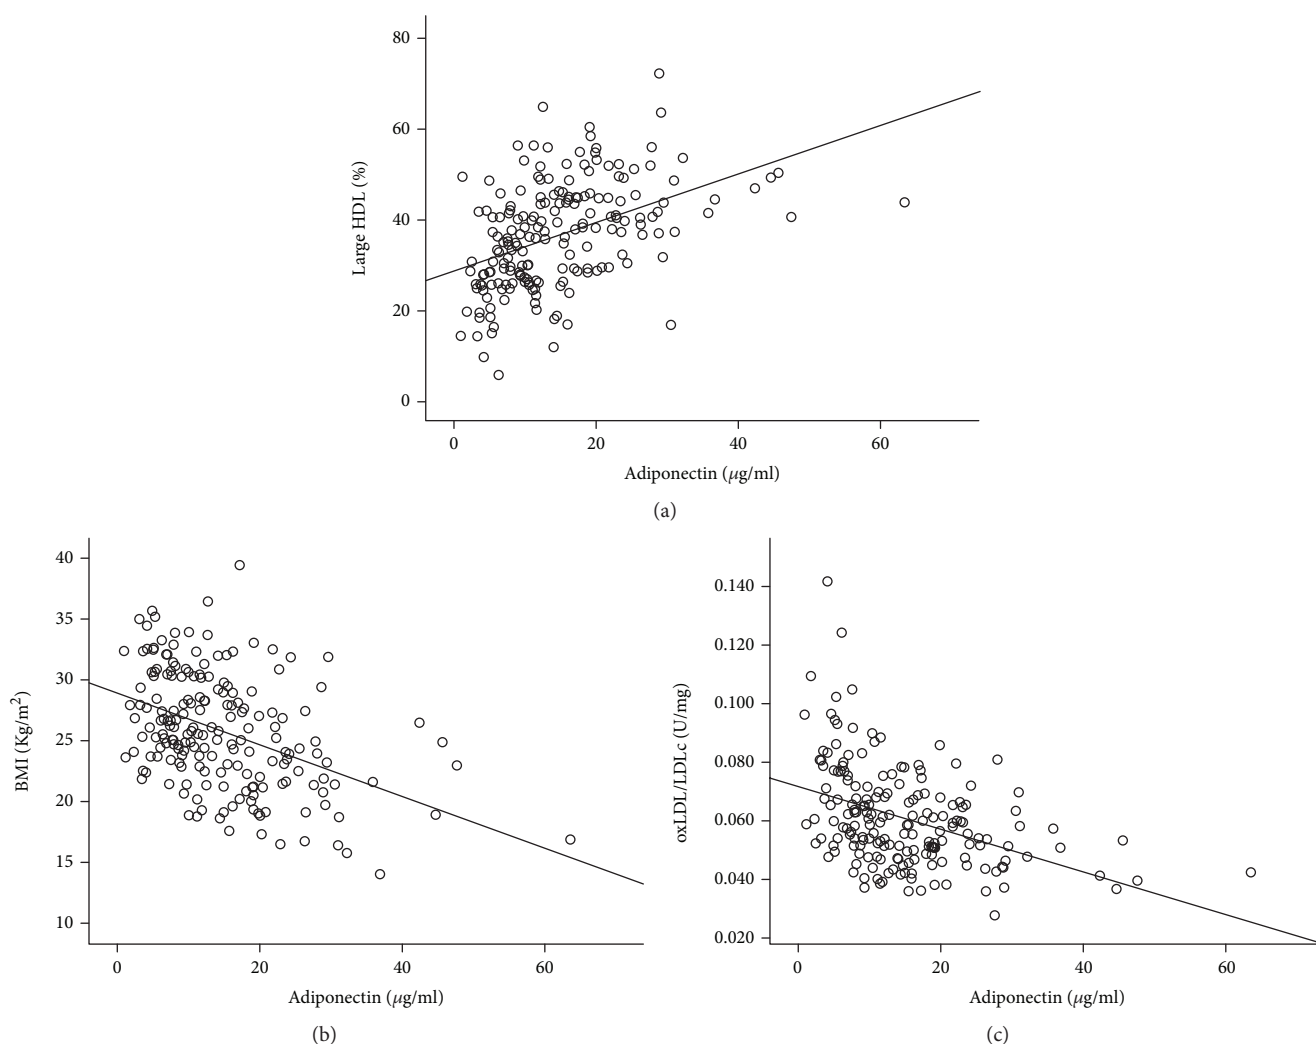 80
60
40
20
0
Large HDL (%)
0 20 40 60
Adiponectin (μg/ml)
(a)
40
35
30
25
20
15
10
BMI (Kg/m²)
0 20 40 60
Adiponectin (μg/ml)
(b)
0.140
0.120
0.100
0.080
0.060
0.040
0.020
oxLDL/LDLc (U/mg)
0 20 40 60
Adiponectin (μg/ml)
(c)